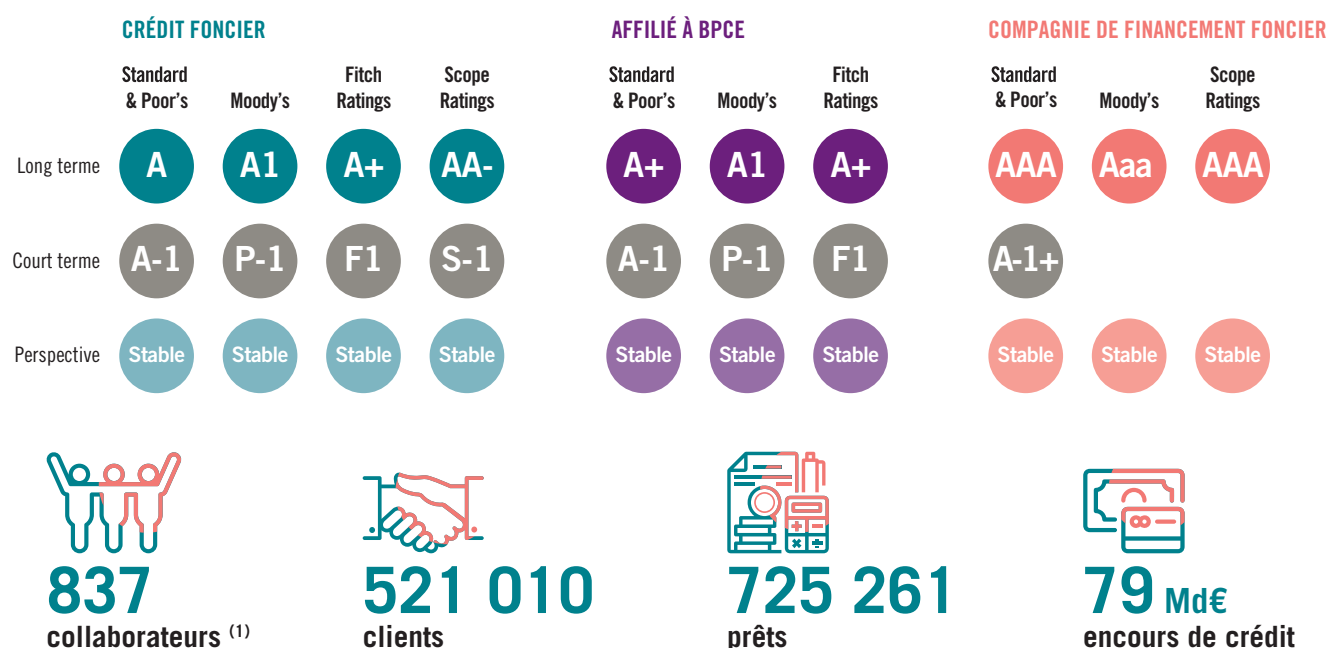 CRÉDIT FONCIER
AFFILIÉ À BPCE
COMPAGNIE DE FINANCEMENT FONCIER
Standard & Poor's Moody's Fitch Ratings Scope Ratings
Standard & Poor's Moody's Fitch Ratings
Standard & Poor's Moody's Scope Ratings
Long terme A A1 A+ AA- A+ A1 A+ AAA Aaa AAA
Court terme A-1 P-1 F1 S-1 A-1 P-1 F1 A-1+
Perspective Stable Stable Stable Stable Stable Stable Stable Stable Stable Stable
837
collaborateurs (1)
521 010
clients
725 261
prêts
79 Md€
encours de crédit